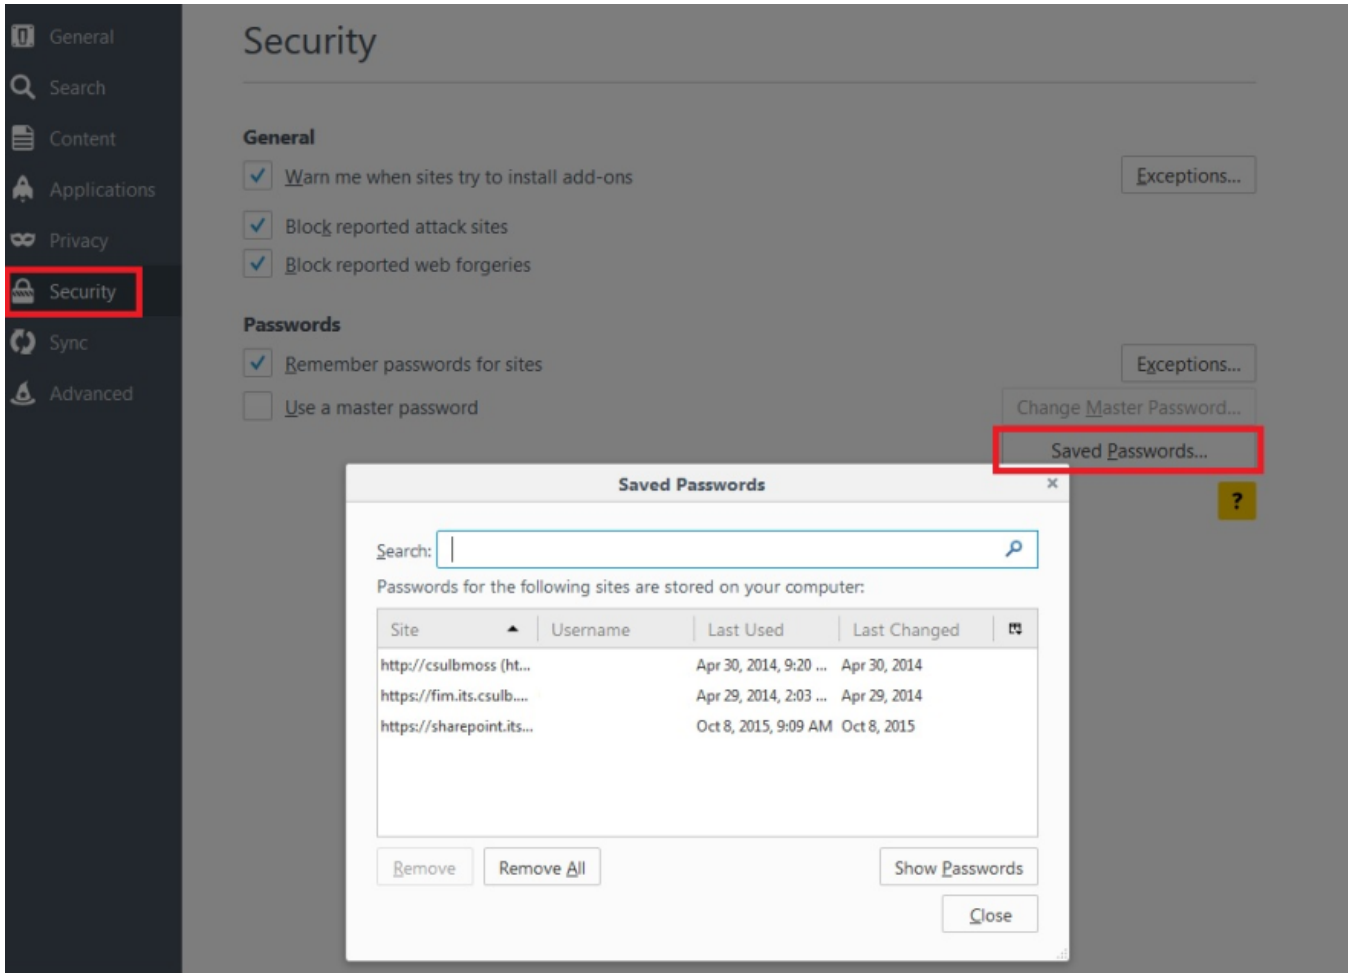 General
Search
Content
Applications
Privacy
Security
Sync
Advanced
Security
General
Warn me when sites try to install add-ons
Exceptions...
Block reported attack sites
Block reported web forgeries
Passwords
Remember passwords for sites
Exceptions...
Use a master password
Change Master Password...
Saved Passwords...
?
Saved Passwords
Search:
Passwords for the following sites are stored on your computer:
Site Username Last Used Last Changed
http://csulbmoss (ht... Apr 30, 2014, 9:20 ... Apr 30, 2014
https://fim.its.csulb.... Apr 29, 2014, 2:03 ... Apr 29, 2014
https://sharepoint.its... Oct 8, 2015, 9:09 AM Oct 8, 2015
Remove Remove All Show Passwords
Close